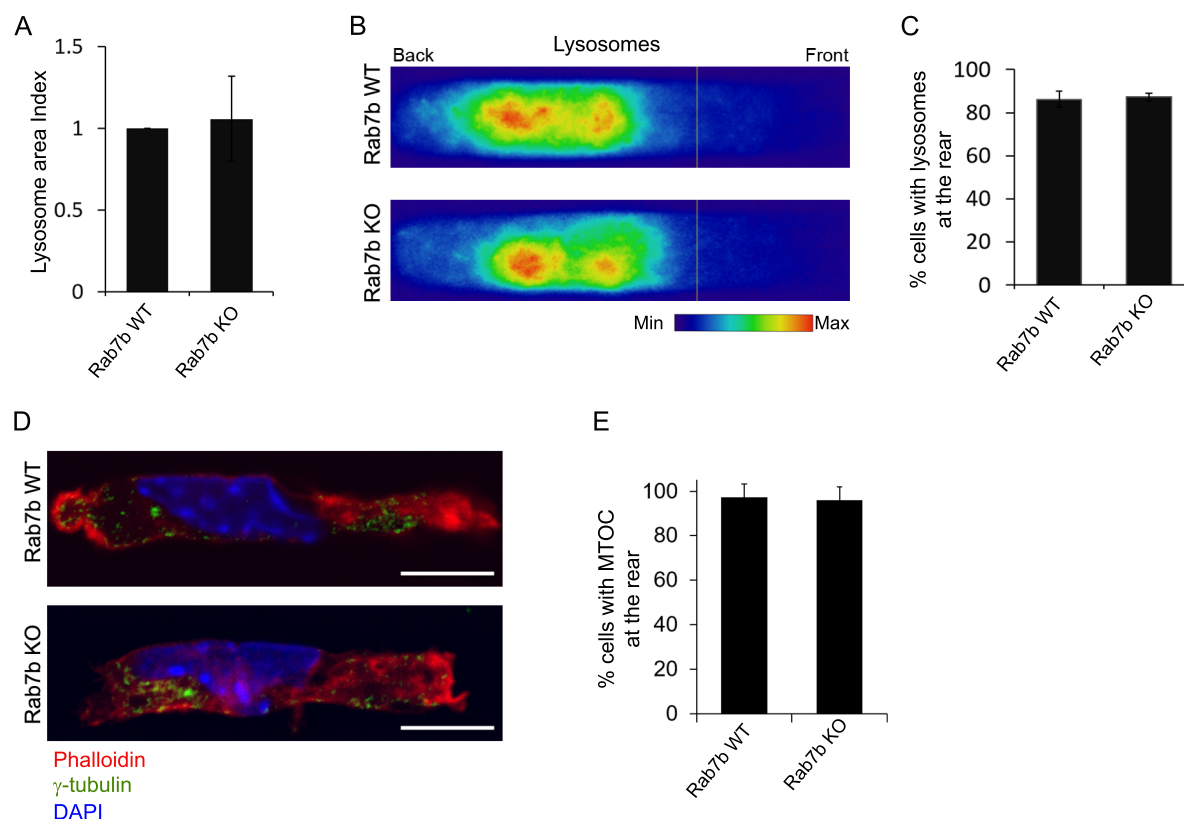 A
Lysosome area Index
1.5
1
0.5
0
Rab7b WT
Rab7b KO
B
Lysosomes
Back
Front
Rab7b WT
Rab7b KO
Min
Max
C
% cells with lysosomes
at the rear
100
80
60
40
20
0
Rab7b WT
Rab7b KO
D
Rab7b WT
Rab7b KO
Phalloidin
γ-tubulin
DAPI
E
% cells with MTOC
at the rear
100
80
60
40
20
0
Rab7b WT
Rab7b KO